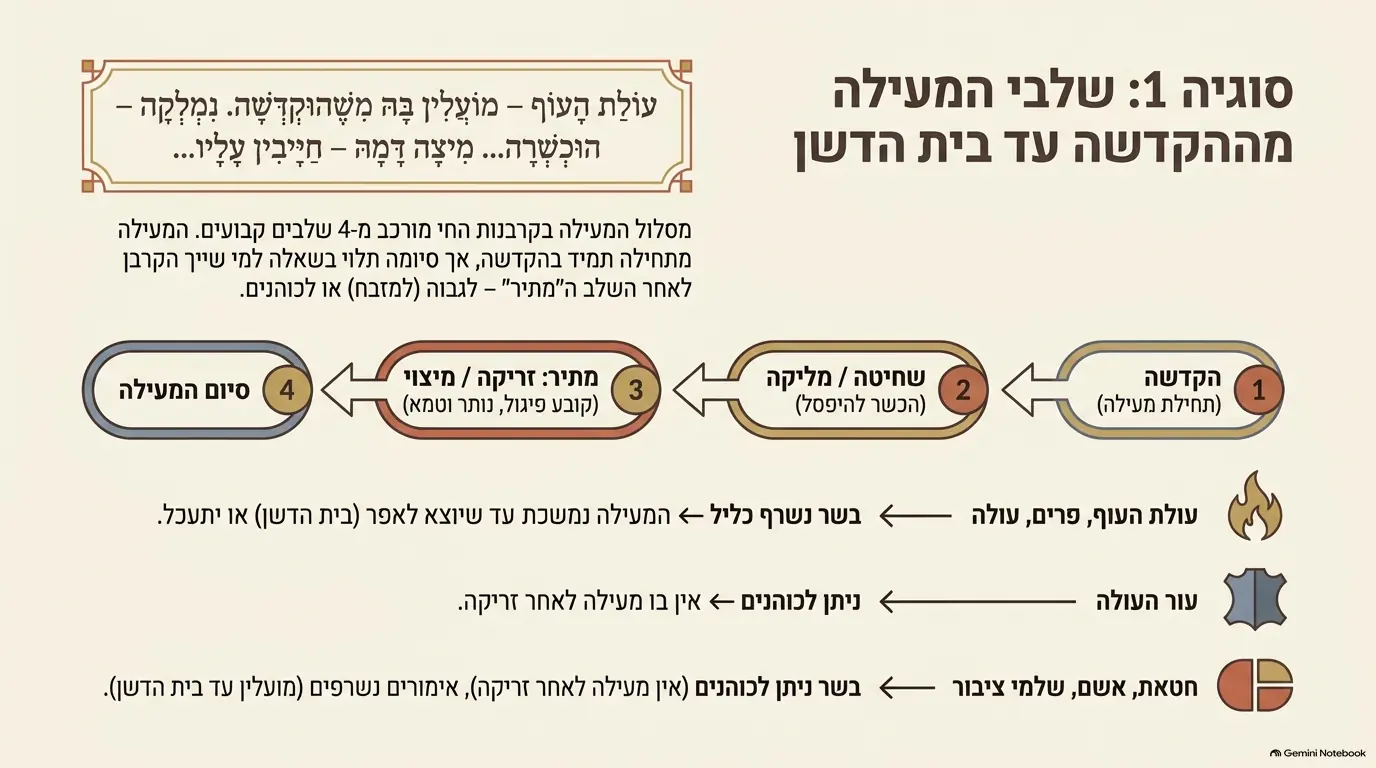 סוגיה 1: שלבי המעילה
מההקדשה עד בית הדשן
עוֹלַת הָעוֹף – מוֹעֲלִין בָּהּ מִשֶּׁהוּקְדְּשָׁה. נִמְלְקָה –
הוּכְשְׁרָה... מִיצָּה דָּמָהּ – חַיָּיבִין עָלָיו...
מסלול המעילה בקרבנות החי מורכב מ-4 שלבים קבועים. המעילה
מתחילה תמיד בהקדשה, אך סיומה תלוי בשאלה למי שייך הקרבן
לאחר השלב ה"מתיר" – לגבוה (למזבח) או לכוהנים.
1 הקדשה
(תחילת מעילה)
2 שחיטה / מליקה
(הכשר להיפסל)
3 מתיר: זריקה / מיצוי
(קובע פיגול, נותר וטמא)
4 סיום המעילה
עולת העוף, פרים, עולה ← בשר נשרף כליל ← המעילה נמשכת עד שיוצא לאפר (בית הדשן) או יתעכל.
עור העולה ← ניתן לכוהנים ← אין בו מעילה לאחר זריקה.
חטאת, אשם, שלמי ציבור ← בשר ניתן לכוהנים (אין מעילה לאחר זריקה), אימורים נשרפים (מועלין עד בית הדשן).
Gemini Notebook